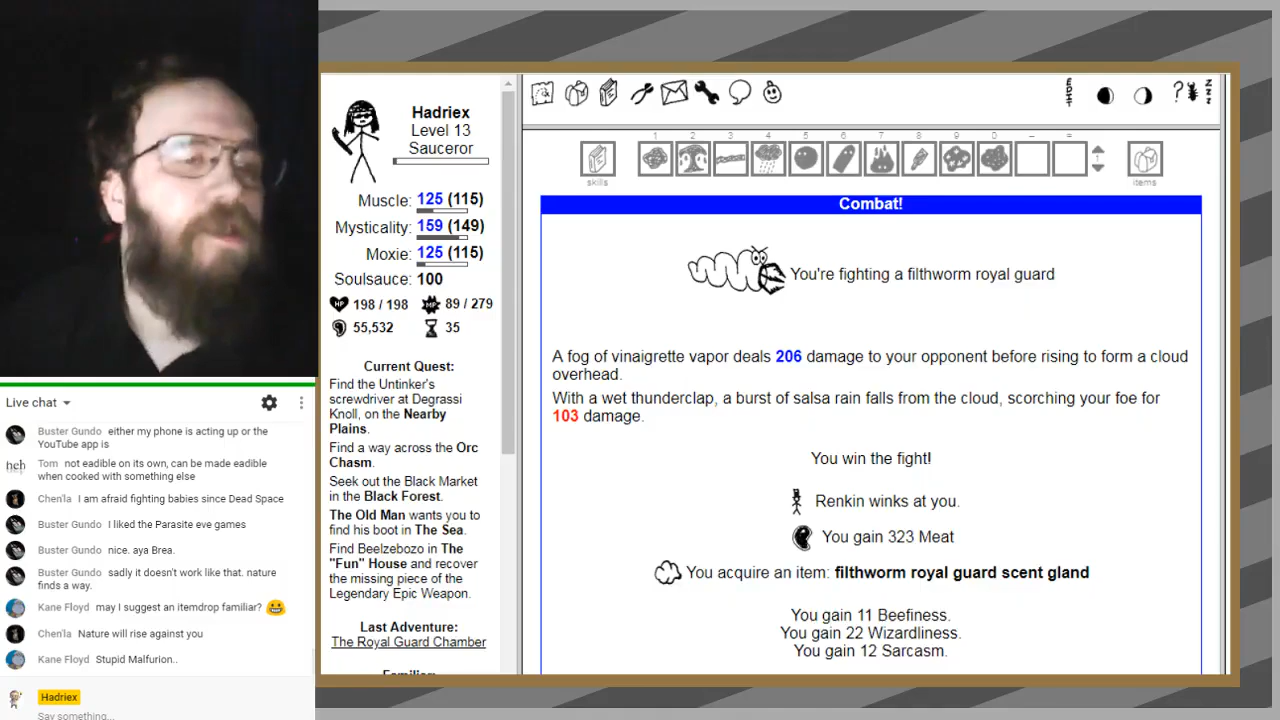 Hadriex
Level 13
Sauceror
Muscle: 125 (115)
Mysticality: 159 (149)
Moxie: 125 (115)
Soulsauce: 100
HP 198 / 198 MP 89 / 279
55,532 35
Current Quest:
Find the Untinker's
screwdriver at Degrassi
Knoll, on the Nearby
Plains.
Find a way across the Orc
Chasm.
Seek out the Black Market
in the Black Forest.
The Old Man wants you to
find his boot in The Sea.
Find Beelzebozo in The
"Fun" House and recover
the missing piece of the
Legendary Epic Weapon.
Last Adventure:
The Royal Guard Chamber
EDIT
? Z Z Z
1 2 3 4 5 6 7 8 9 0 – =
1
skills
items
Combat!
You're fighting a filthworm royal guard
A fog of vinaigrette vapor deals 206 damage to your opponent before rising to form a cloud
overhead.
With a wet thunderclap, a burst of salsa rain falls from the cloud, scorching your foe for
103 damage.
You win the fight!
Renkin winks at you.
You gain 323 Meat
You acquire an item: filthworm royal guard scent gland
You gain 11 Beefiness.
You gain 22 Wizardliness.
You gain 12 Sarcasm.
Live chat
Buster Gundo either my phone is acting up or the
YouTube app is
heh Tom not eadible on its own, can be made eadible
when cooked with something else
Chen'la I am afraid fighting babies since Dead Space
Buster Gundo I liked the Parasite eve games
Buster Gundo nice. aya Brea.
Buster Gundo sadly it doesn't work like that. nature
finds a way.
Kane Floyd may I suggest an itemdrop familiar? 😀
Chen'la Nature will rise against you
Kane Floyd Stupid Malfurion..
Hadriex
Say something...